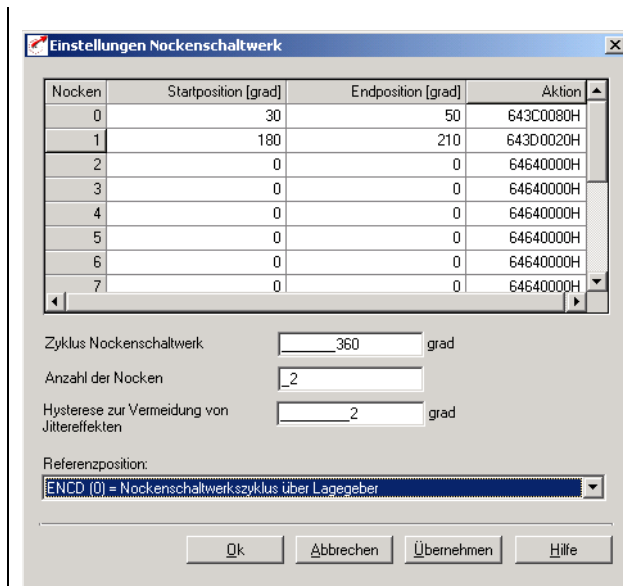 Einstellungen Nockenschaltwerk
Nocken Startposition [grad] Endposition [grad] Aktion
0 30 50 643C0080H
1 180 210 643D0020H
2 0 0 64640000H
3 0 0 64640000H
4 0 0 64640000H
5 0 0 64640000H
6 0 0 64640000H
7 0 0 64640000H
Zyklus Nockenschaltwerk ______360 grad
Anzahl der Nocken _2
Hysterese zur Vermeidung von
Jittereffekten ________2 grad
Referenzposition:
ENCD (0) = Nockenschaltwerkszyklus über Lagegeber
Ok Abbrechen Übernehmen Hilfe